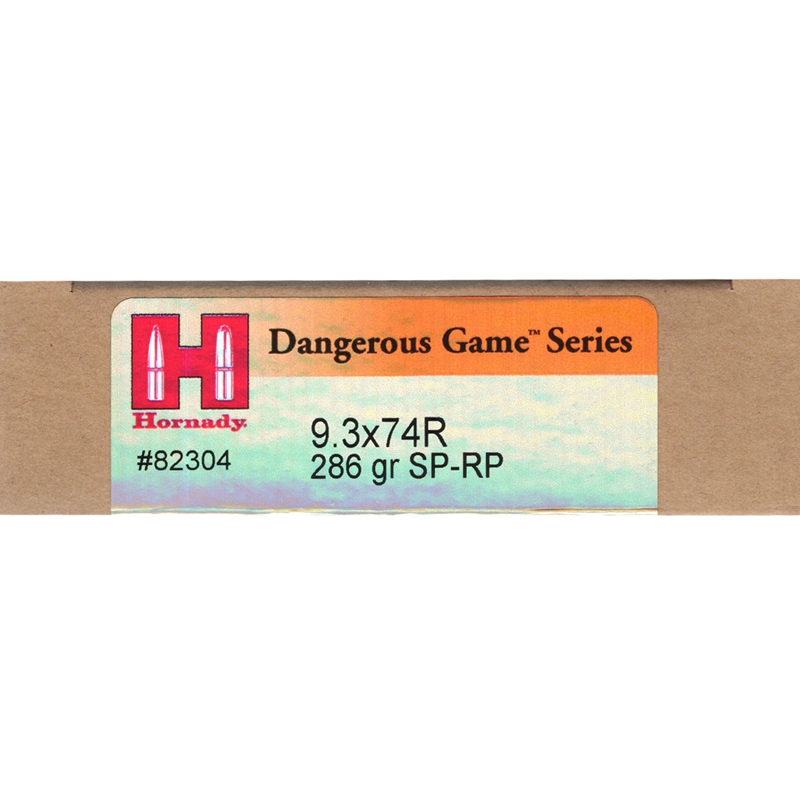 Dangerous Game™ Series
Hornady.
#82304
9.3x74R
286 gr SP-RP